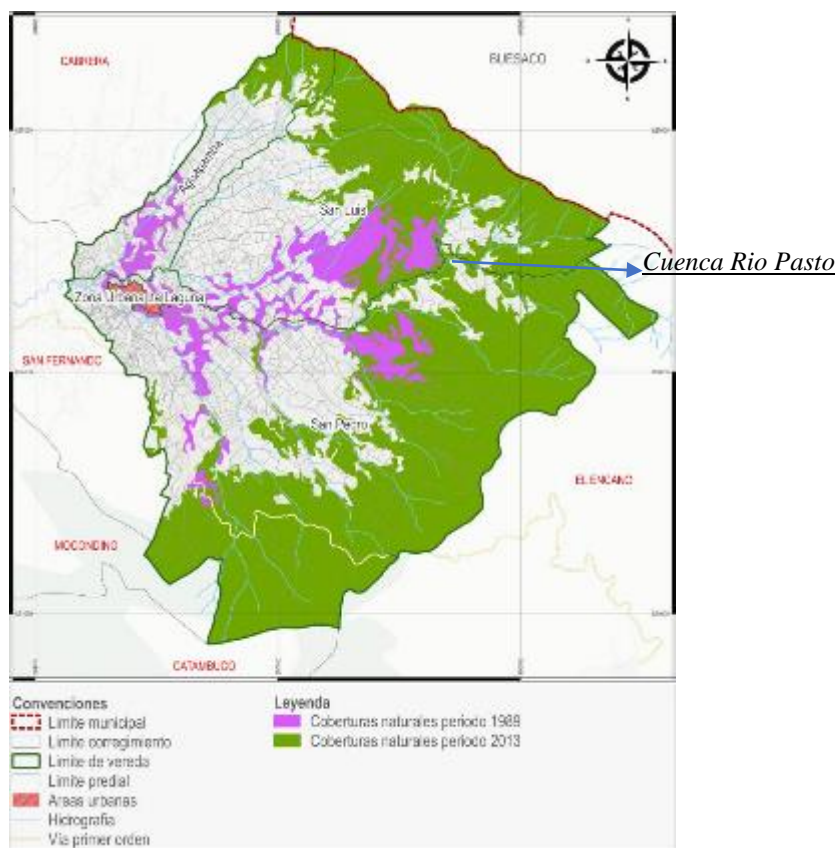 CABRERA
BUESACO
Aguapamba
San Luis
Cuenca Rio Pasto
Zona Urbana la Laguna
SAN FERNANDO
San Pedro
EL ENCANO
MOCONDINO
CATAMBUCO
Convenciones
Limite municipal
Limite corregimiento
Limite de vereda
Limite predial
Areas urbanas
Hidrografia
Via primer orden
Leyenda
Coberturas naturales periodo 1989
Coberturas naturales periodo 2013